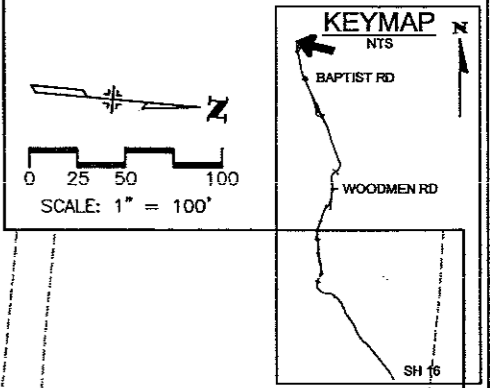 KEYMAP
N
NTS
BAPTIST RD
N
0 25 50 100
WOODMEN RD
SCALE: 1" = 100'
SH 16